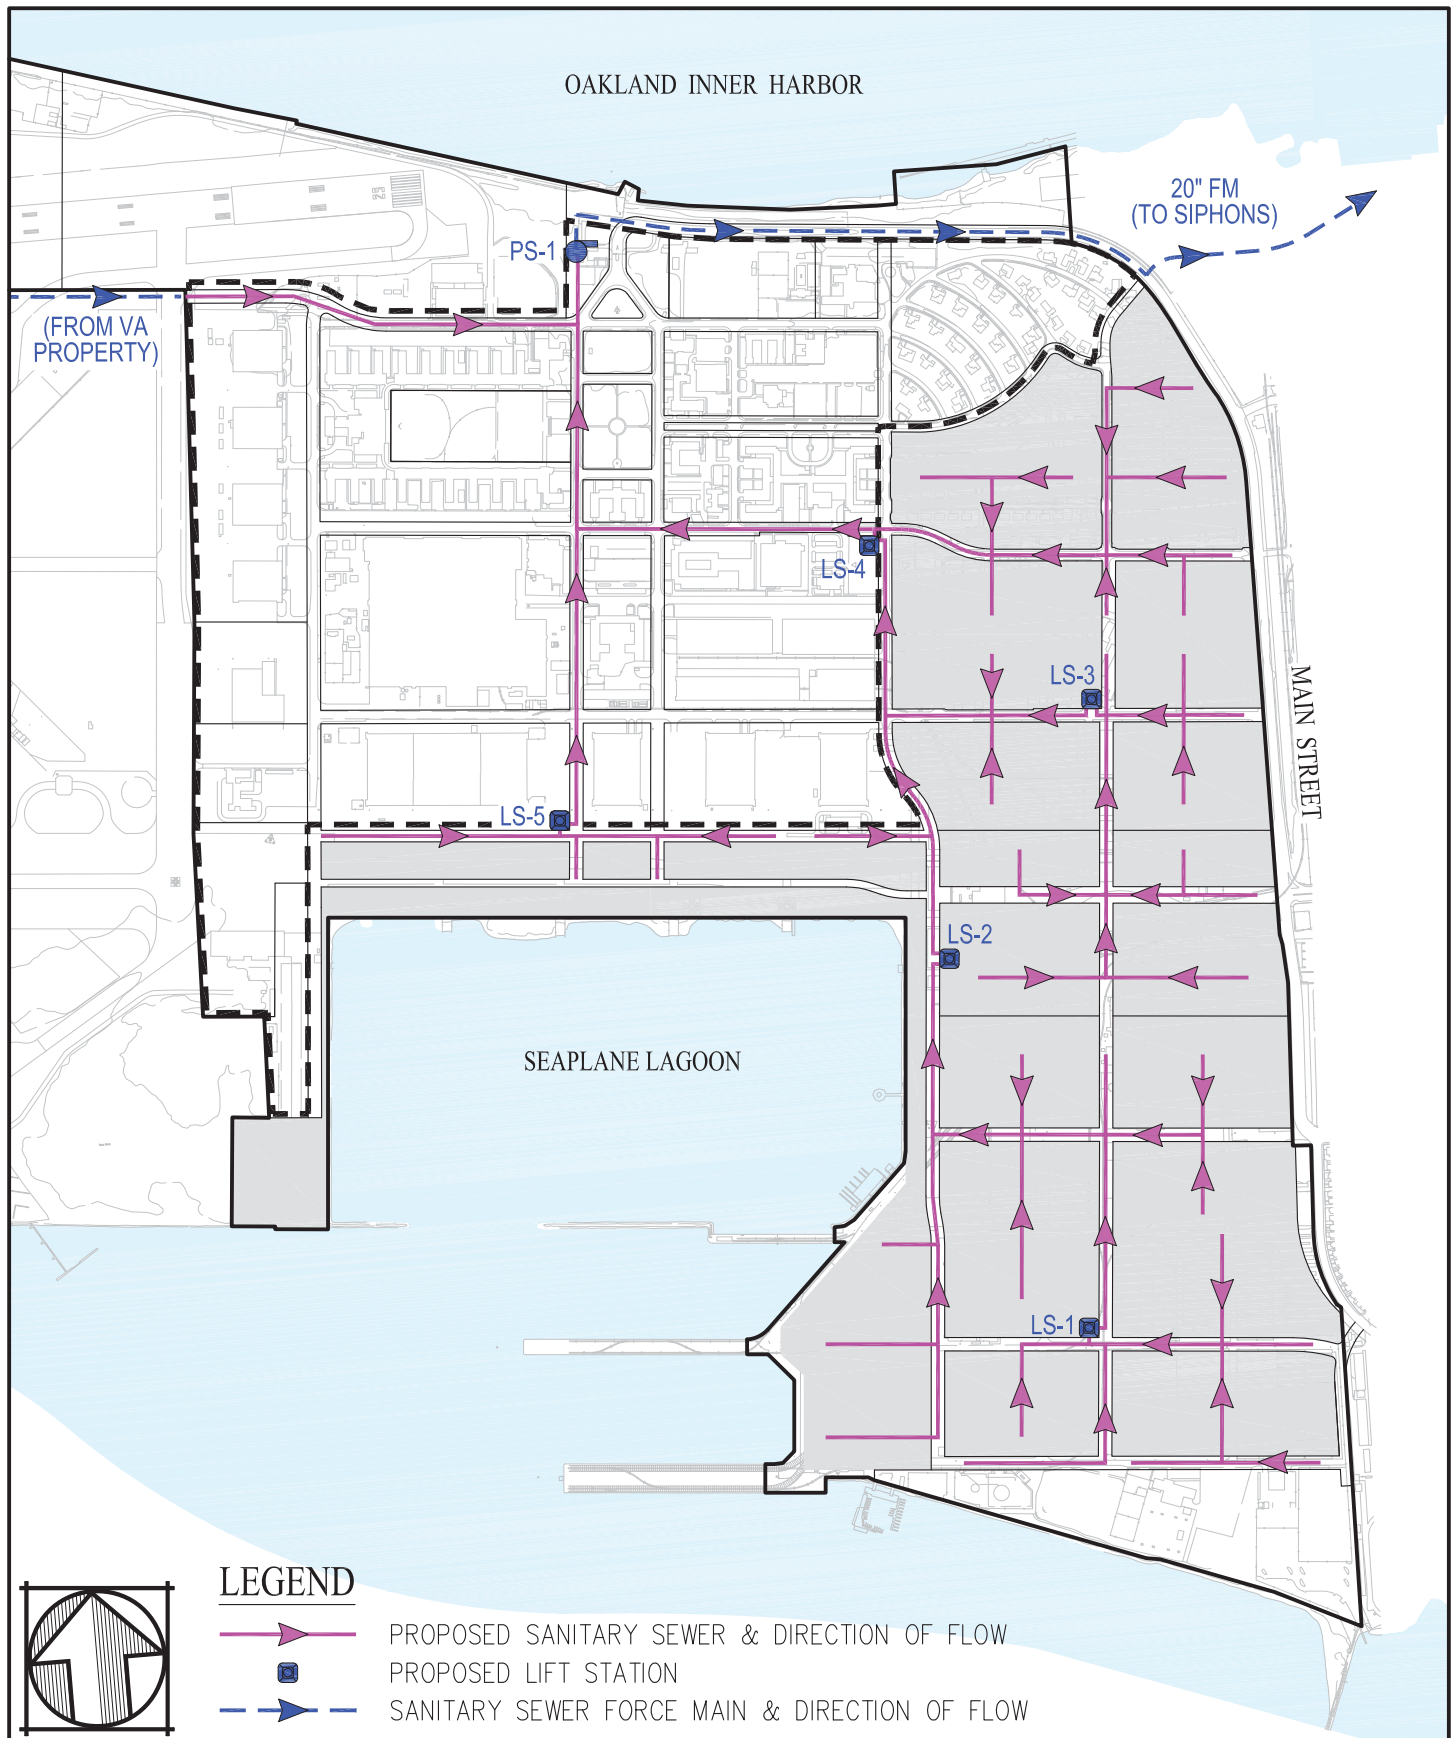 OAKLAND INNER HARBOR
20" FM
(TO SIPHONS)
PS-1
(FROM VA
PROPERTY)
LS-4
LS-3
MAIN STREET
LS-5
LS-2
SEAPLANE LAGOON
LS-1
LEGEND
PROPOSED SANITARY SEWER & DIRECTION OF FLOW
PROPOSED LIFT STATION
SANITARY SEWER FORCE MAIN & DIRECTION OF FLOW